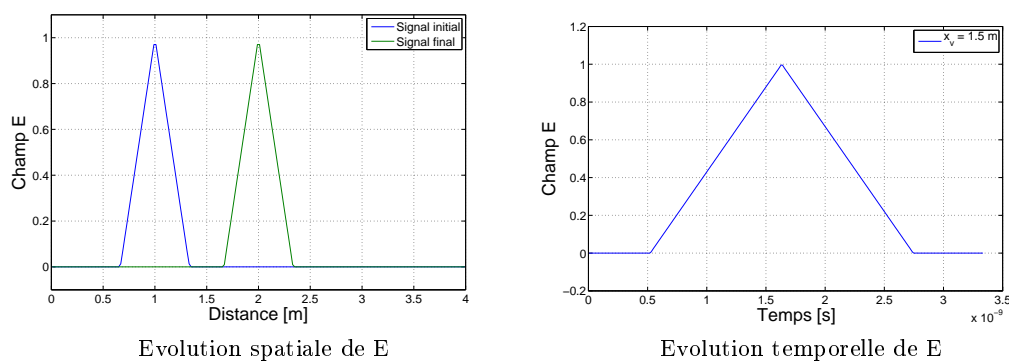 Signal initial
Signal final
Champ E
1
0.8
0.6
0.4
0.2
0
0 0.5 1 1.5 2 2.5 3 3.5 4
Distance [m]
Evolution spatiale de E
x_v = 1.5 m
Champ E
1.2
1
0.8
0.6
0.4
0.2
0
−0.2
0 0.5 1 1.5 2 2.5 3 3.5
x 10^-9
Temps [s]
Evolution temporelle de E